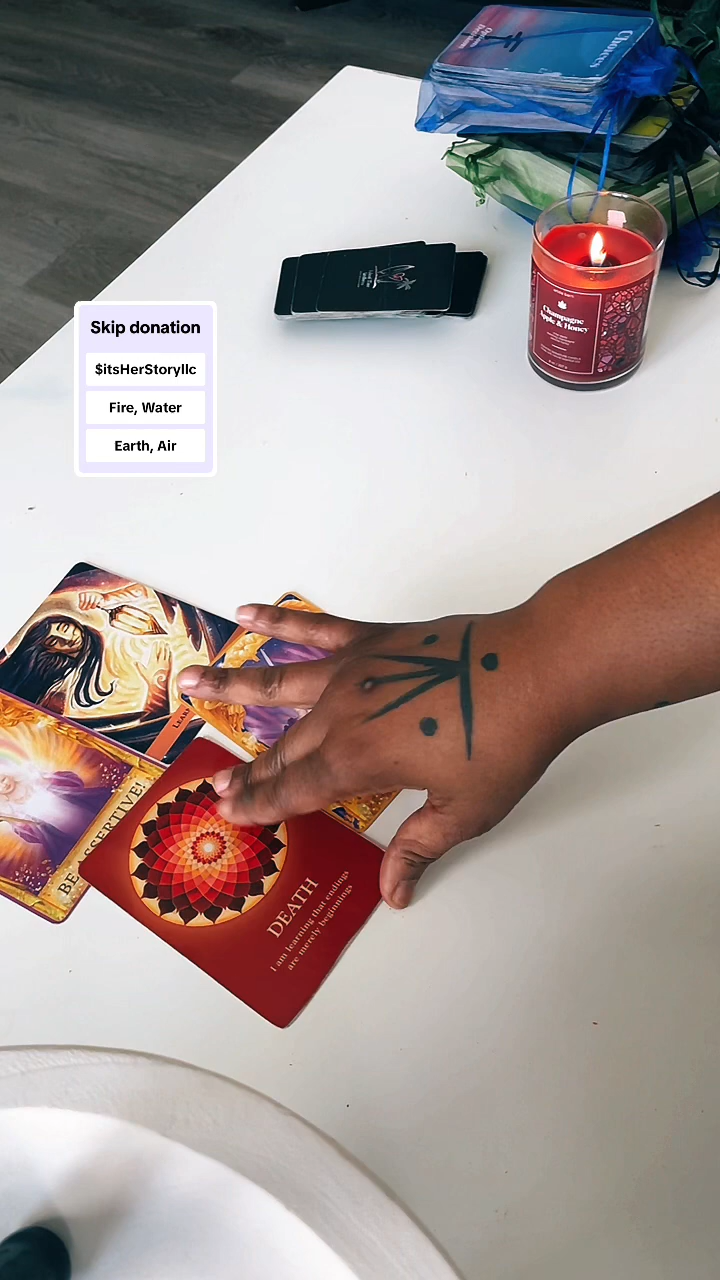 Choices
Skip donation
$itsHerStoryllc
Fire, Water
Earth, Air
Champagne
Apple & Honey
BE ASSERTIVE!
DEATH
I am learning that endings
are merely beginnings